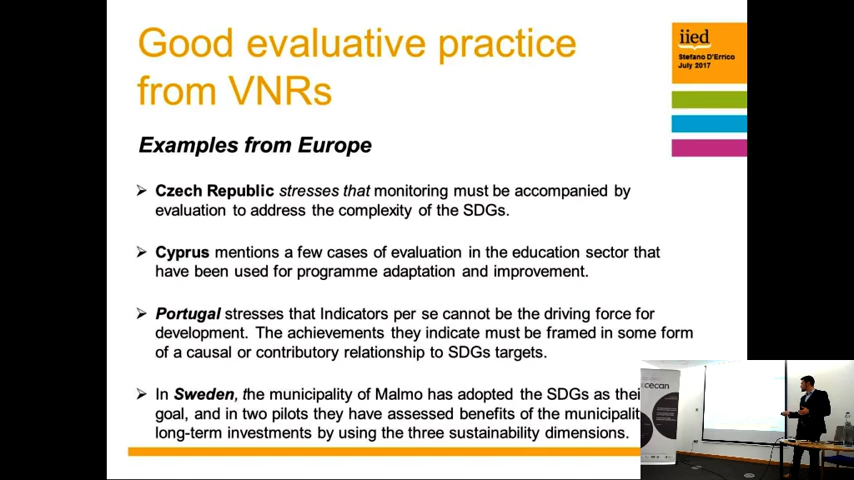 Good evaluative practice
from VNRs
iied
Stefano D'Errico
July 2017
Examples from Europe
➢ Czech Republic stresses that monitoring must be accompanied by
evaluation to address the complexity of the SDGs.
➢ Cyprus mentions a few cases of evaluation in the education sector that
have been used for programme adaptation and improvement.
➢ Portugal stresses that Indicators per se cannot be the driving force for
development. The achievements they indicate must be framed in some form
of a causal or contributory relationship to SDGs targets.
➢ In Sweden, the municipality of Malmo has adopted the SDGs as thei
goal, and in two pilots they have assessed benefits of the municipalit
long-term investments by using the three sustainability dimensions.
cecan